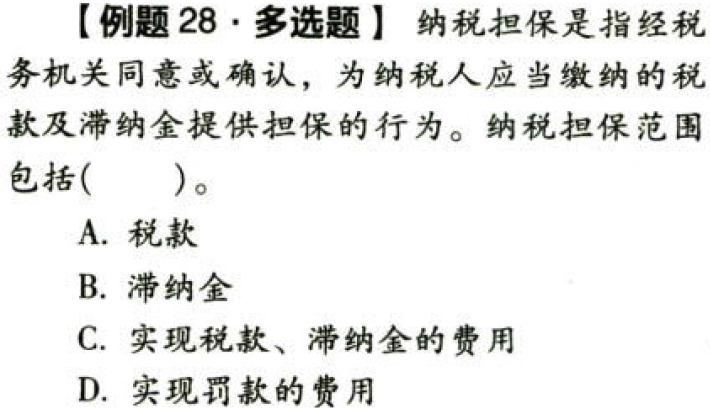 【例题 28·多选题】 纳税担保是指经税
务机关同意或确认，为纳税人应当缴纳的税
款及滞纳金提供担保的行为。纳税担保范围
包括(  )。
A. 税款
B. 滞纳金
C. 实现税款、滞纳金的费用
D. 实现罚款的费用